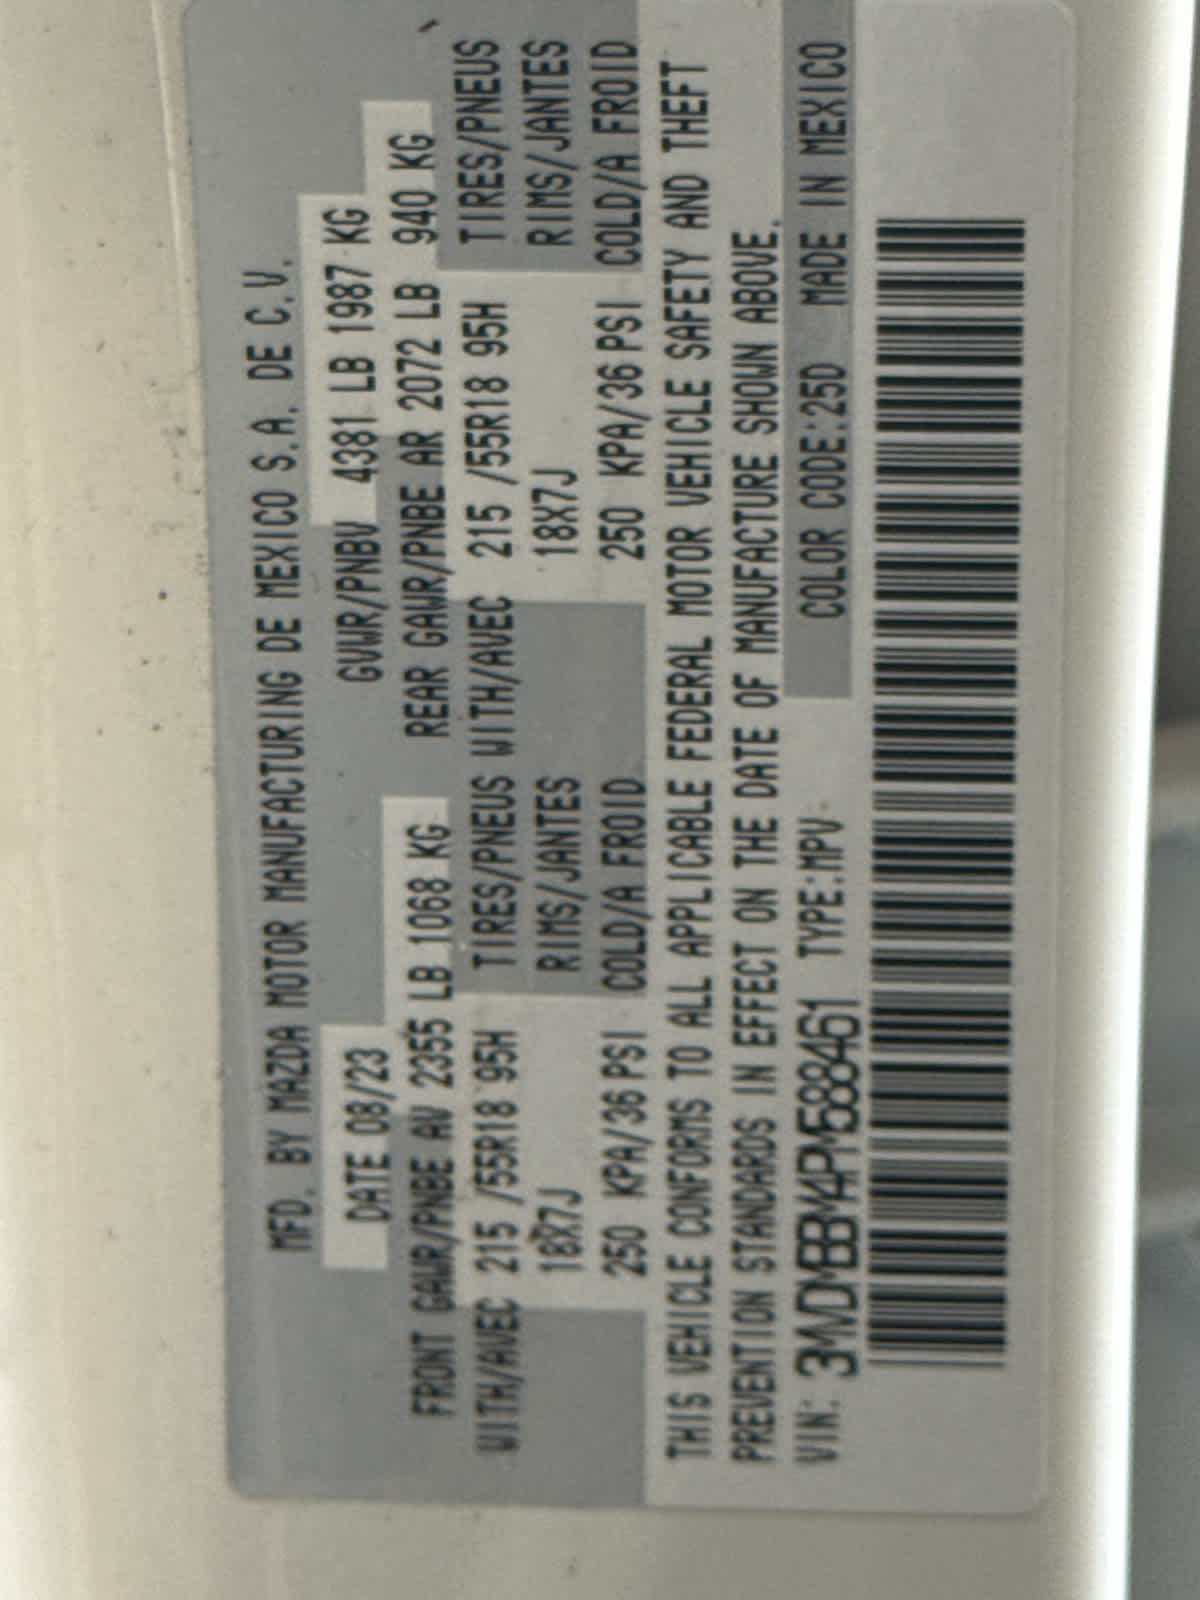 MFD. BY MAZDA MOTOR MANUFACTURING DE MEXICO S.A. DE C.V.
DATE 08/23 GVWR/PNBV 4381 LB 1987 KG
FRONT GAWR/PNBE AV 2355 LB 1068 KG REAR GAWR/PNBE AR 2072 LB 940 KG
WITH/AVEC 215 /55R18 95H TIRES/PNEUS WITH/AVEC 215 /55R18 95H TIRES/PNEUS
18X7J RIMS/JANTES 18X7J RIMS/JANTES
250 KPA/36 PSI COLD/A FROID 250 KPA/36 PSI COLD/A FROID
THIS VEHICLE CONFORMS TO ALL APPLICABLE FEDERAL MOTOR VEHICLE SAFETY AND THEFT
PREVENTION STANDARDS IN EFFECT ON THE DATE OF MANUFACTURE SHOWN ABOVE.
VIN: 3MVDMBBM4PM588461 TYPE:MPV COLOR CODE:25D MADE IN MEXICO